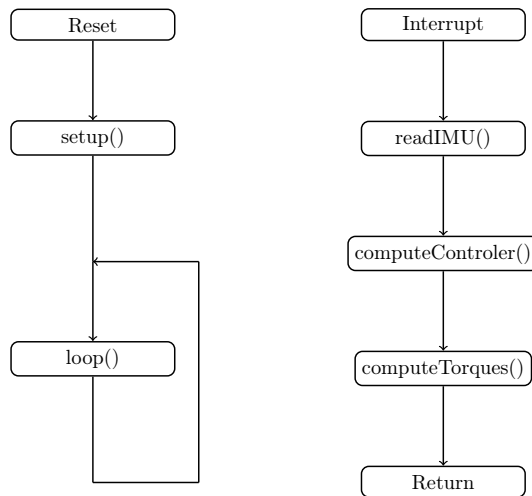 Reset
setup()
loop()
Interrupt
readIMU()
computeControler()
computeTorques()
Return